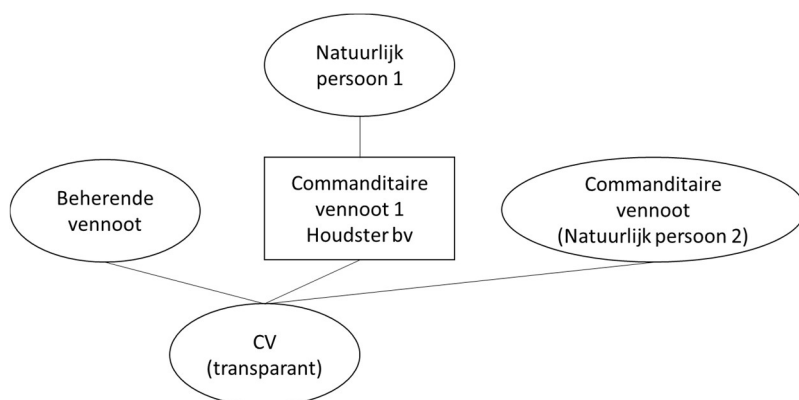 Natuurlijk
persoon 1
Beherende
vennoot
Commanditaire
vennoot 1
Houdster bv
Commanditaire
vennoot
(Natuurlijk persoon 2)
CV
(transparant)